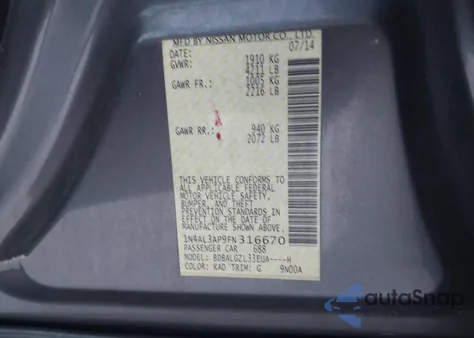 MFD BY NISSAN MOTOR CO., LTD.
DATE: 07/14
GVWR: 1910 KG
4211 LB
GAWR FR.: 1005 KG
2216 LB
GAWR RR.: 940 KG
2072 LB
THIS VEHICLE CONFORMS TO
ALL APPLICABLE FEDERAL
MOTOR VEHICLE SAFETY,
BUMPER, AND THEFT
PREVENTION STANDARDS IN
EFFECT ON THE DATE OF
MANUFACTURE SHOWN ABOVE.
1N4AL3AP9FN316670
PASSENGER CAR 688
MODEL: BDBALGZL33EUA----H
COLOR: KAD TRIM: G 9N00A
autoSnap